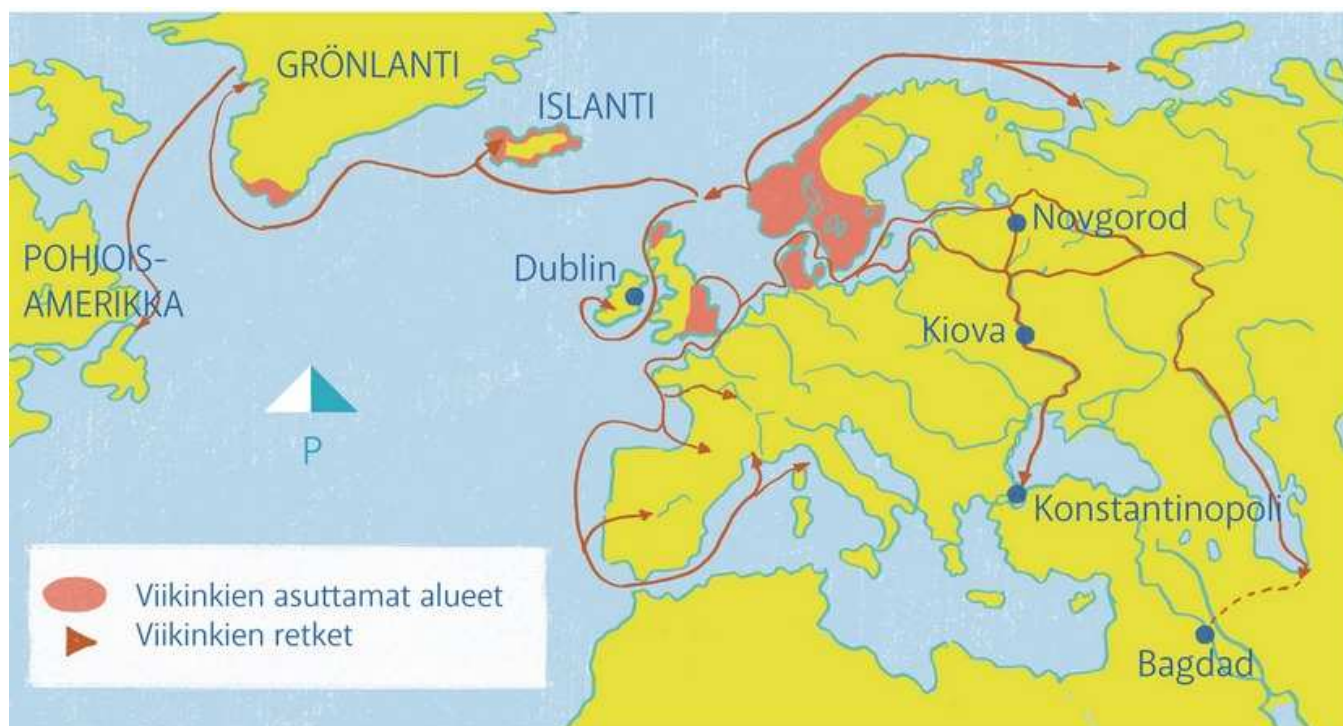 GRÖNLANTI
ISLANTI
POHJOIS-
AMERIKKA
Dublin
Novgorod
Kiova
Konstantinopoli
Bagdad
P
Viikinkien asuttamat alueet
Viikinkien retket